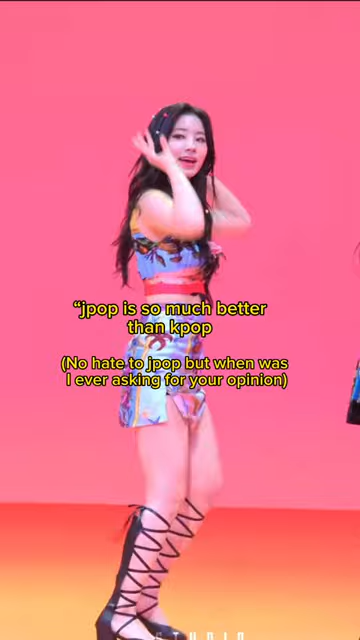 “jpop is so much better
than kpop
(No hate to jpop but when was
I ever asking for your opinion)
STUDIO